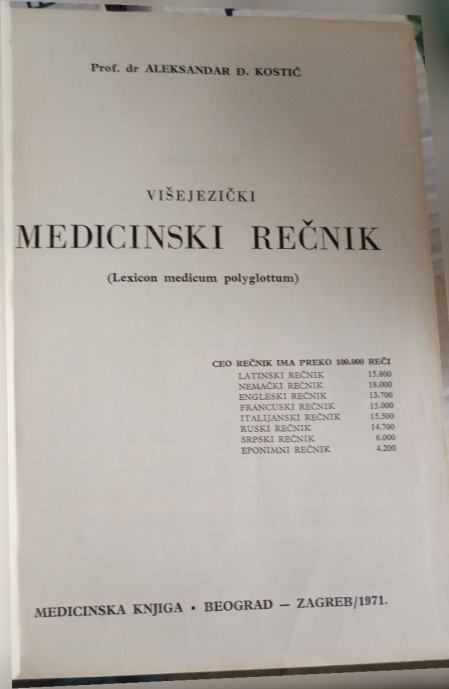 Prof. dr ALEKSANDAR Đ. KOSTIĆ
VIŠEJEZIČKI
MEDICINSKI REČNIK
(Lexicon medicum polyglottum)
CEO REČNIK IMA PREKO 100.000 REČI
LATINSKI REČNIK 15.800
NEMAČKI REČNIK 18.000
ENGLESKI REČNIK 13.700
FRANCUSKI REČNIK 15.000
ITALIJANSKI REČNIK 15.500
RUSKI REČNIK 14.700
SRPSKI REČNIK 6.000
EPONIMNI REČNIK 4.200
MEDICINSKA KNJIGA • BEOGRAD — ZAGREB/1971.